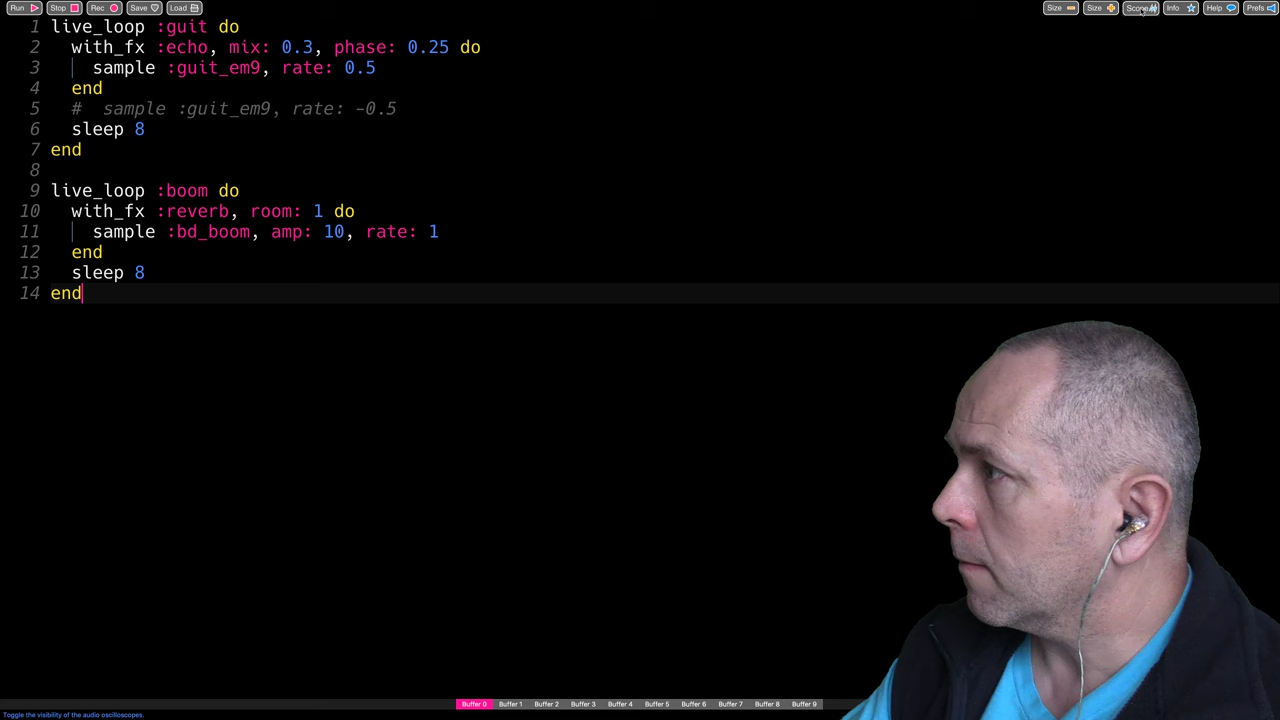 Run Stop Rec Save Load Size Size Scope Info Help Prefs
1 live_loop :guit do
2 with_fx :echo, mix: 0.3, phase: 0.25 do
3 sample :guit_em9, rate: 0.5
4 end
5 # sample :guit_em9, rate: -0.5
6 sleep 8
7 end
8
9 live_loop :boom do
10 with_fx :reverb, room: 1 do
11 sample :bd_boom, amp: 10, rate: 1
12 end
13 sleep 8
14 end
Buffer 0 Buffer 1 Buffer 2 Buffer 3 Buffer 4 Buffer 5 Buffer 6 Buffer 7 Buffer 8 Buffer 9
Toggle the visibility of the audio oscilloscopes.